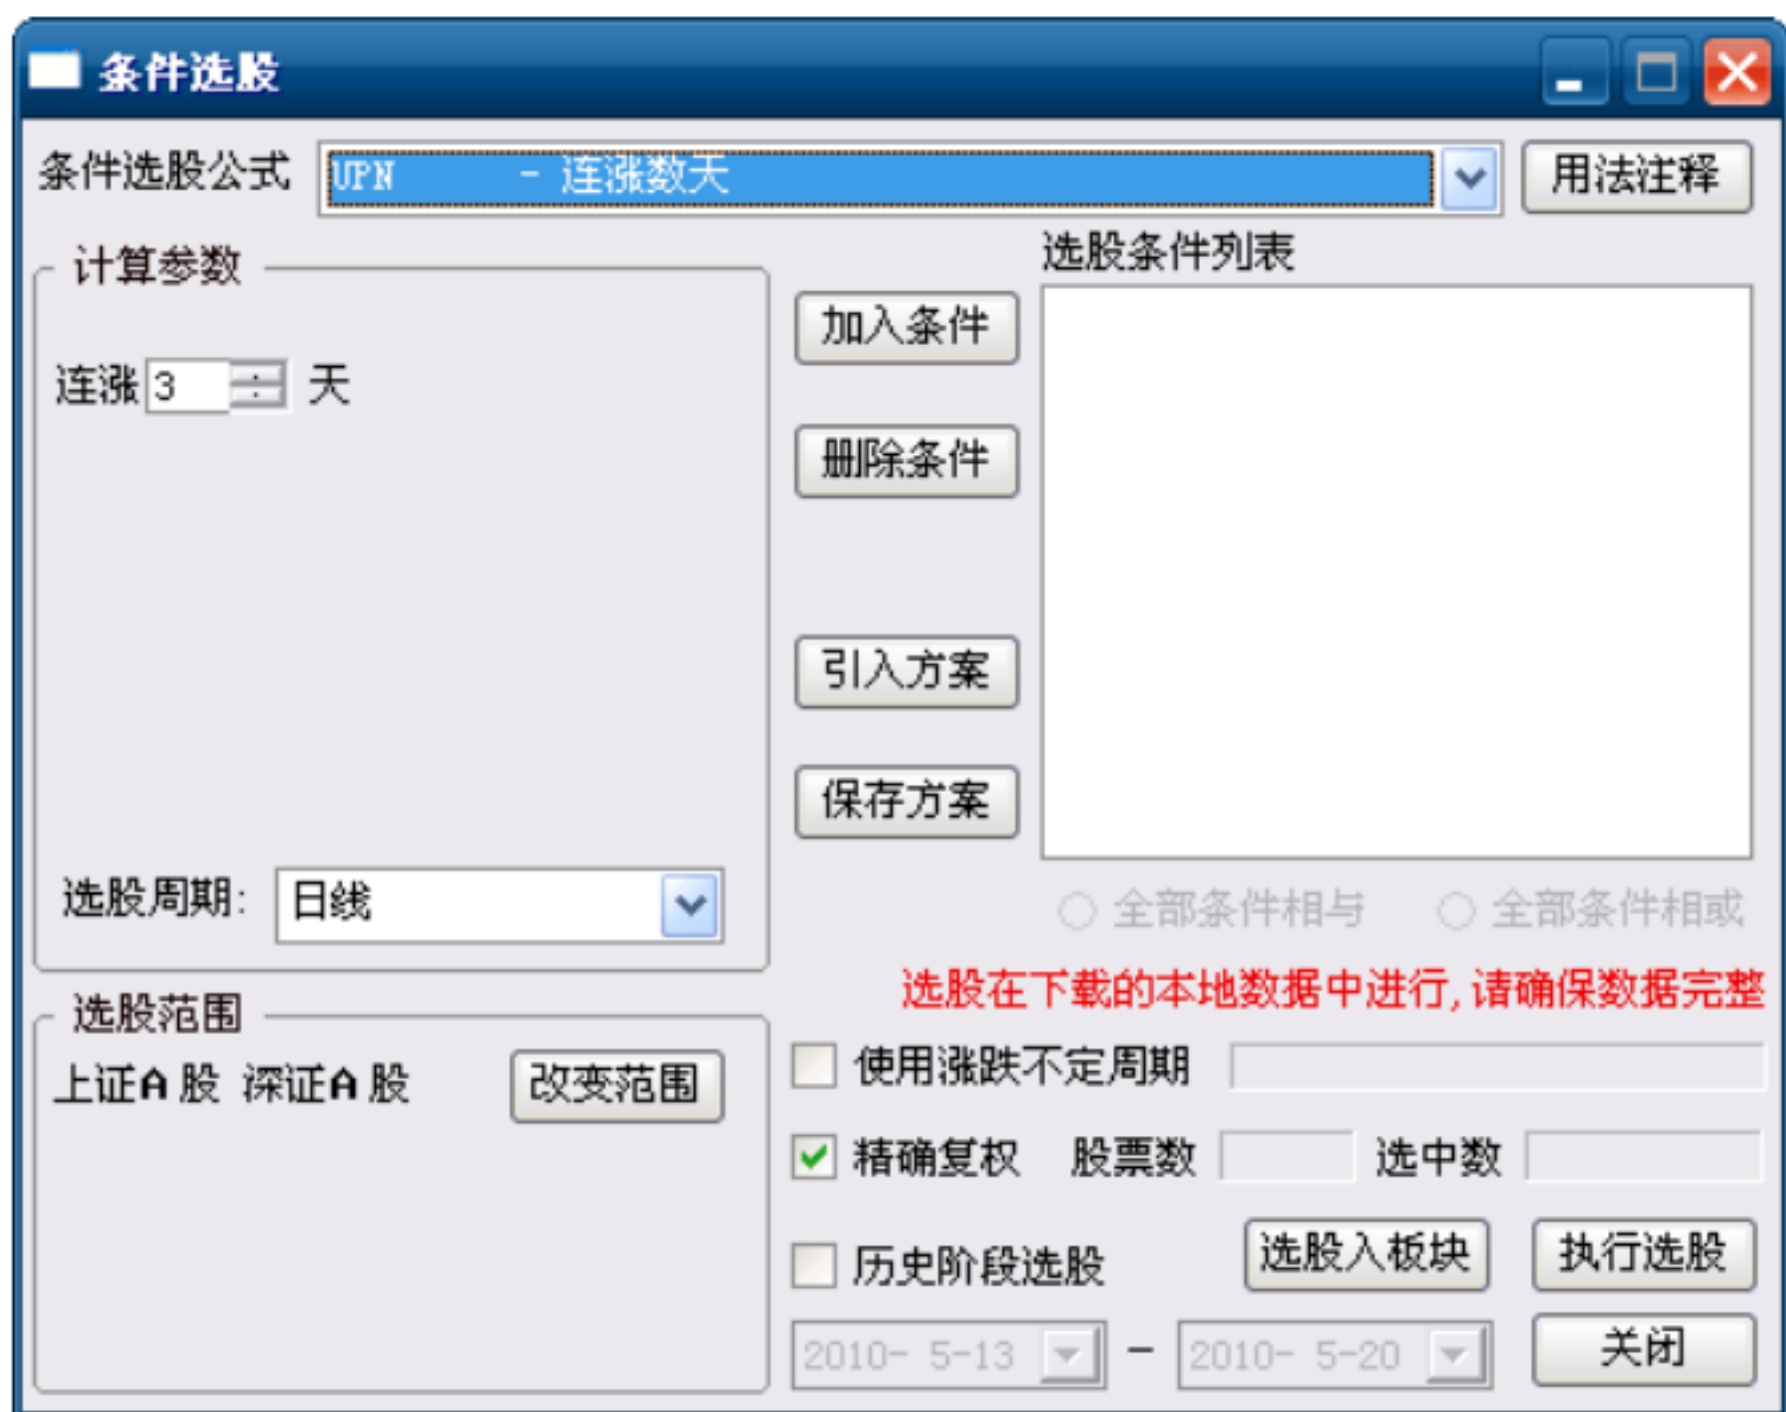 条件选股
条件选股公式 UPN - 连涨数天 用法注释
计算参数
连涨 3 天
选股周期: 日线
选股范围
上证A股 深证A股 改变范围
加入条件
删除条件
引入方案
保存方案
选股条件列表
全部条件相与 全部条件相或
选股在下载的本地数据中进行,请确保数据完整
使用涨跌不定周期
精确复权 股票数 选中数
历史阶段选股 选股入板块 执行选股
2010- 5-13 - 2010- 5-20 关闭